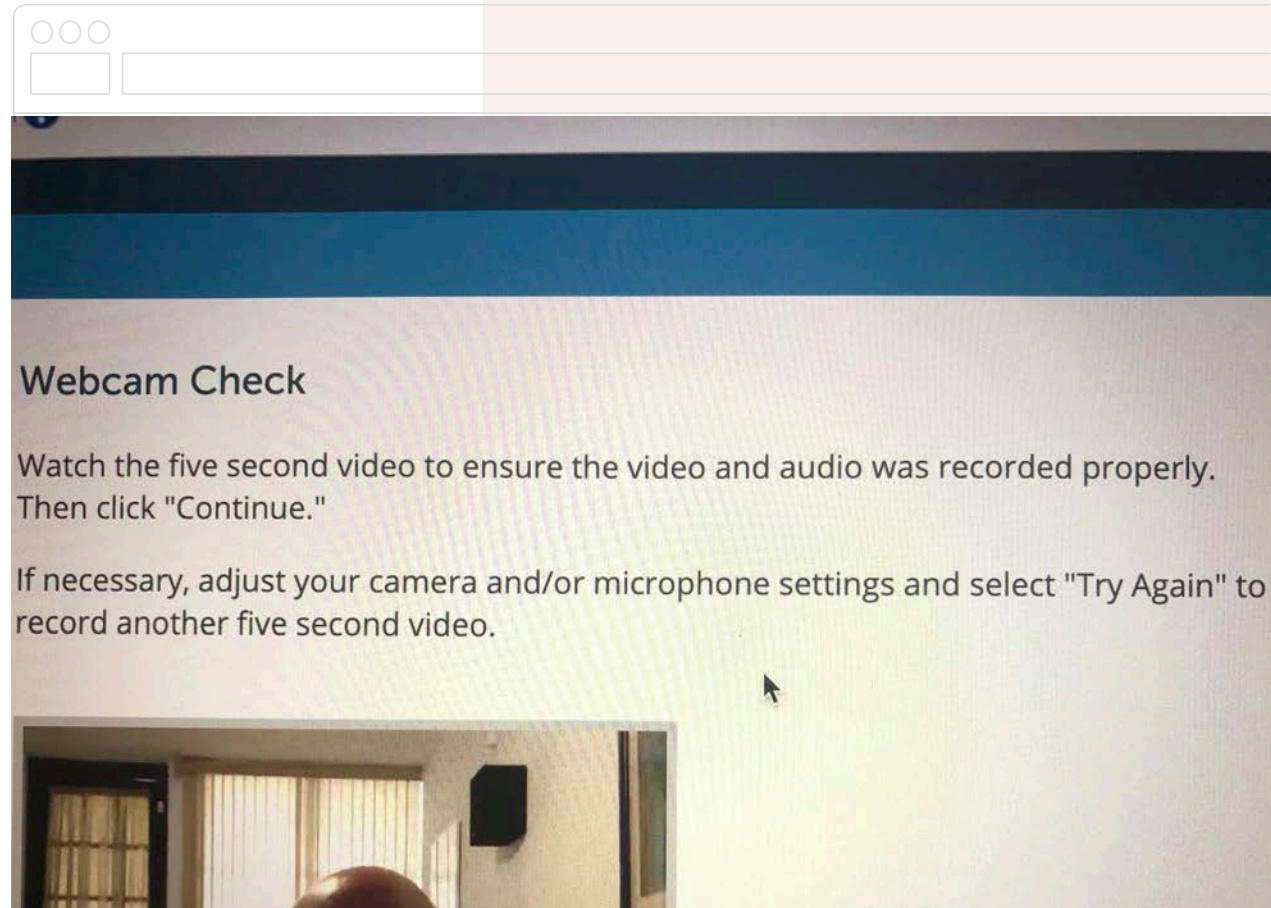 Webcam Check
Watch the five second video to ensure the video and audio was recorded properly.
Then click "Continue."
If necessary, adjust your camera and/or microphone settings and select "Try Again" to
record another five second video.